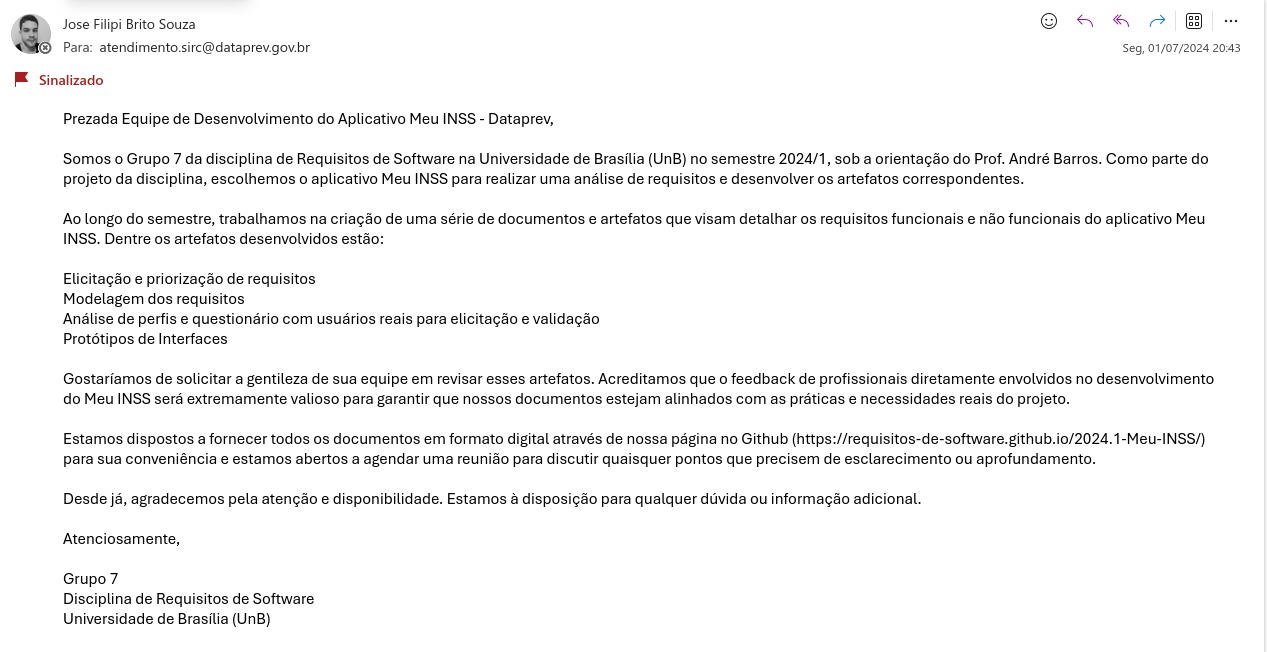 Jose Filipi Brito Souza
Para: atendimento.sirc@dataprev.gov.br
Seg, 01/07/2024 20:43
Sinalizado
Prezada Equipe de Desenvolvimento do Aplicativo Meu INSS - Dataprev,
Somos o Grupo 7 da disciplina de Requisitos de Software na Universidade de Brasília (UnB) no semestre 2024/1, sob a orientação do Prof. André Barros. Como parte do
projeto da disciplina, escolhemos o aplicativo Meu INSS para realizar uma análise de requisitos e desenvolver os artefatos correspondentes.
Ao longo do semestre, trabalhamos na criação de uma série de documentos e artefatos que visam detalhar os requisitos funcionais e não funcionais do aplicativo Meu
INSS. Dentre os artefatos desenvolvidos estão:
Elicitação e priorização de requisitos
Modelagem dos requisitos
Análise de perfis e questionário com usuários reais para elicitação e validação
Protótipos de Interfaces
Gostaríamos de solicitar a gentileza de sua equipe em revisar esses artefatos. Acreditamos que o feedback de profissionais diretamente envolvidos no desenvolvimento
do Meu INSS será extremamente valioso para garantir que nossos documentos estejam alinhados com as práticas e necessidades reais do projeto.
Estamos dispostos a fornecer todos os documentos em formato digital através de nossa página no Github (https://requisitos-de-software.github.io/2024.1-Meu-INSS/)
para sua conveniência e estamos abertos a agendar uma reunião para discutir quaisquer pontos que precisem de esclarecimento ou aprofundamento.
Desde já, agradecemos pela atenção e disponibilidade. Estamos à disposição para qualquer dúvida ou informação adicional.
Atenciosamente,
Grupo 7
Disciplina de Requisitos de Software
Universidade de Brasília (UnB)